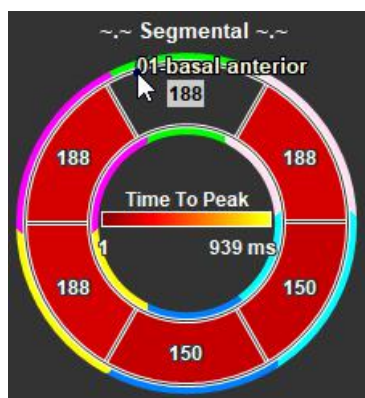 ~.~ Segmental ~.~
01-basal anterior
188
188
188
Time To Peak
1
939 ms
188
150
150